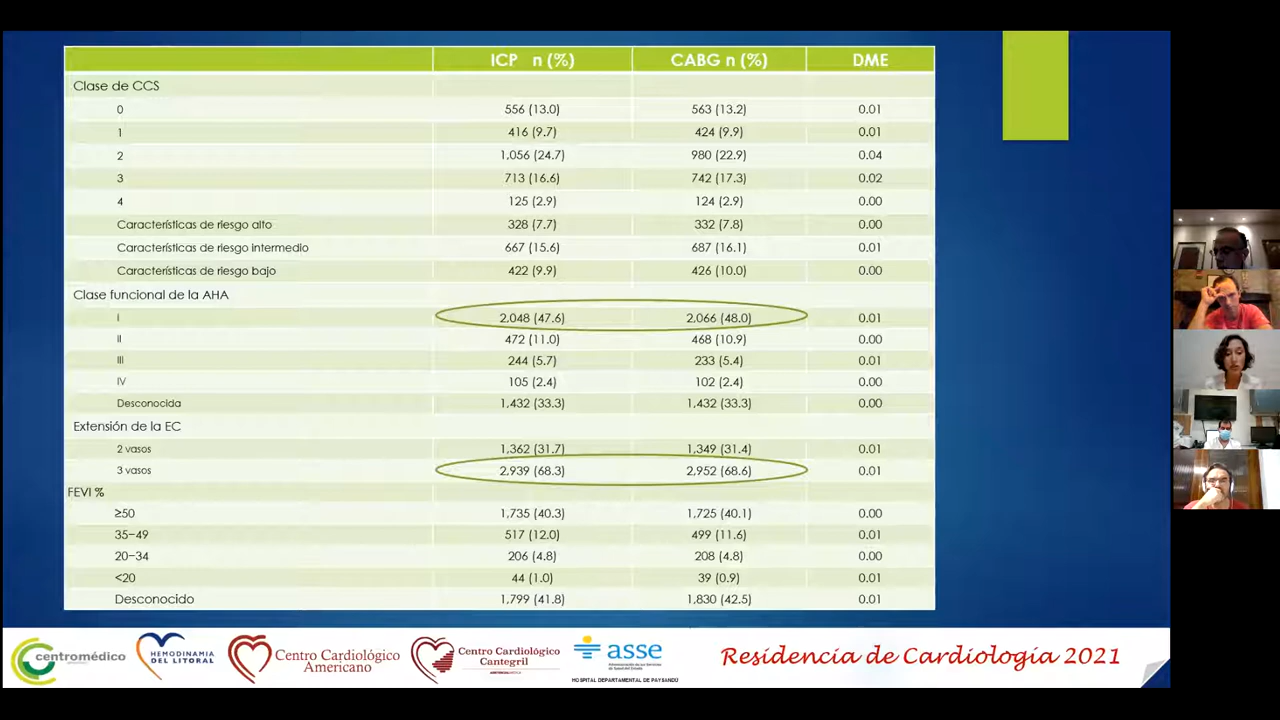 ICP n (%) CABG n (%) DME
Clase de CCS
0 556 (13.0) 563 (13.2) 0.01
1 416 (9.7) 424 (9.9) 0.01
2 1,056 (24.7) 980 (22.9) 0.04
3 713 (16.6) 742 (17.3) 0.02
4 125 (2.9) 124 (2.9) 0.00
Características de riesgo alto 328 (7.7) 332 (7.8) 0.00
Características de riesgo intermedio 667 (15.6) 687 (16.1) 0.01
Características de riesgo bajo 422 (9.9) 426 (10.0) 0.00
Clase funcional de la AHA
I 2,048 (47.6) 2,066 (48.0) 0.01
II 472 (11.0) 468 (10.9) 0.00
III 244 (5.7) 233 (5.4) 0.01
IV 105 (2.4) 102 (2.4) 0.00
Desconocida 1,432 (33.3) 1,432 (33.3) 0.00
Extensión de la EC
2 vasos 1,362 (31.7) 1,349 (31.4) 0.01
3 vasos 2,939 (68.3) 2,952 (68.6) 0.01
FEVI %
≥50 1,735 (40.3) 1,725 (40.1) 0.00
35–49 517 (12.0) 499 (11.6) 0.01
20–34 206 (4.8) 208 (4.8) 0.00
<20 44 (1.0) 39 (0.9) 0.01
Desconocido 1,799 (41.8) 1,830 (42.5) 0.01
centromédico
HEMODINAMIA
DEL LITORAL
Centro Cardiológico
Americano
Centro Cardiológico
Cantegril
asse
HOSPITAL DEPARTAMENTAL DE PAYSANDÚ
Residencia de Cardiología 2021